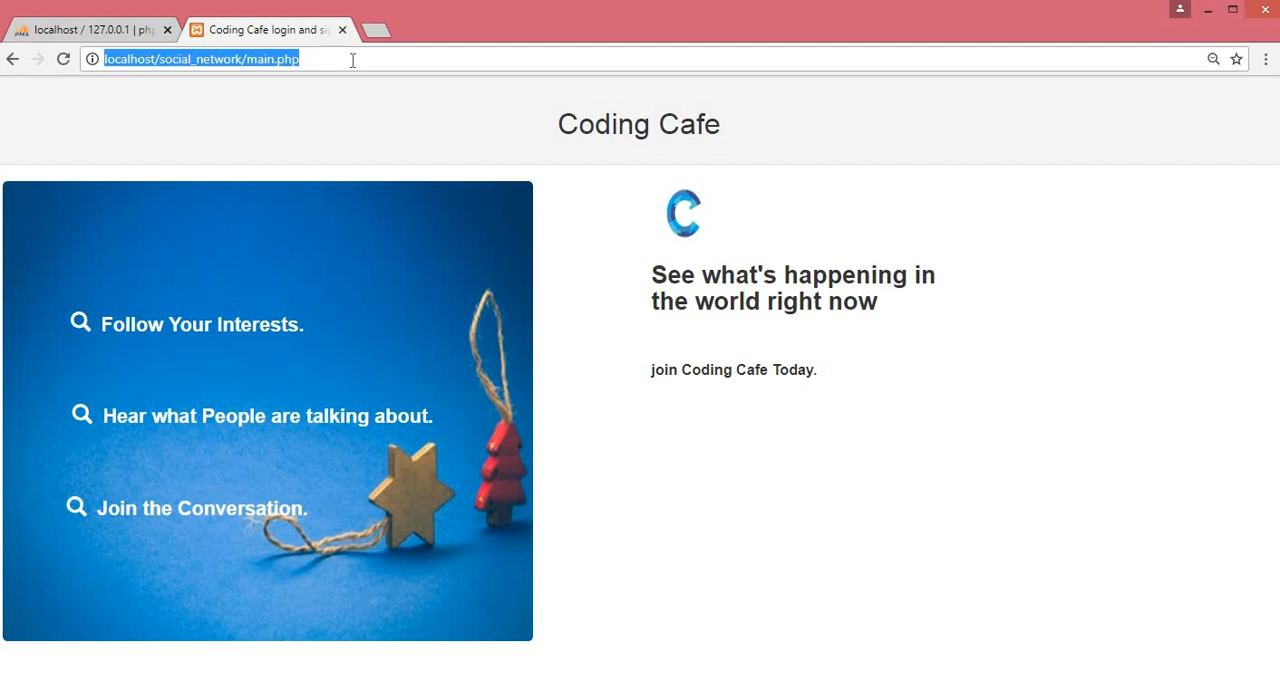 localhost / 127.0.0.1 | php
Coding Cafe login and si
localhost/social_network/main.php
Coding Cafe
C
See what's happening in
the world right now
join Coding Cafe Today.
Follow Your Interests.
Hear what People are talking about.
Join the Conversation.